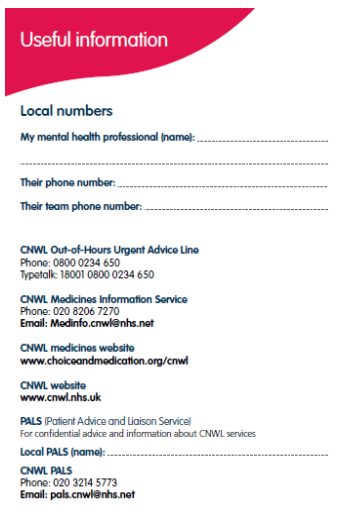 Useful information
Local numbers
My mental health professional (name):
Their phone number:
Their team phone number:
CNWL Out-of-Hours Urgent Advice Line
Phone: 0800 0234 650
Typetalk: 18001 0800 0234 650
CNWL Medicines Information Service
Phone: 020 8206 7270
Email: Medinfo.cnwl@nhs.net
CNWL medicines website
www.choiceandmedication.org/cnwl
CNWL website
www.cnwl.nhs.uk
PALS (Patient Advice and Liaison Service)
For confidential advice and information about CNWL services
Local PALS (name):
CNWL PALS
Phone: 020 3214 5773
Email: pals.cnwl@nhs.net